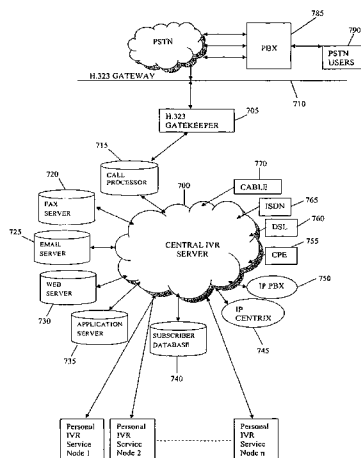 785
PSTN
PBX
790
PSTN
USERS
H.323 GATEWAY
710
H.323
GATEKEEPER
705
715
CALL
PROCESSOR
720
FAX
SERVER
700
770
CABLE
ISDN
765
DSL
760
725
EMAIL
SERVER
CENTRAL IVR
SERVER
CPE
755
WEB
SERVER
730
IP PBX
750
APPLICATION
SERVER
735
SUBSCRIBER
DATABASE
740
IP
CENTRIX
745
Personal
IVR
Service
Node 1
Personal
IVR
Service
Node 2
Personal
IVR
Service
Node n